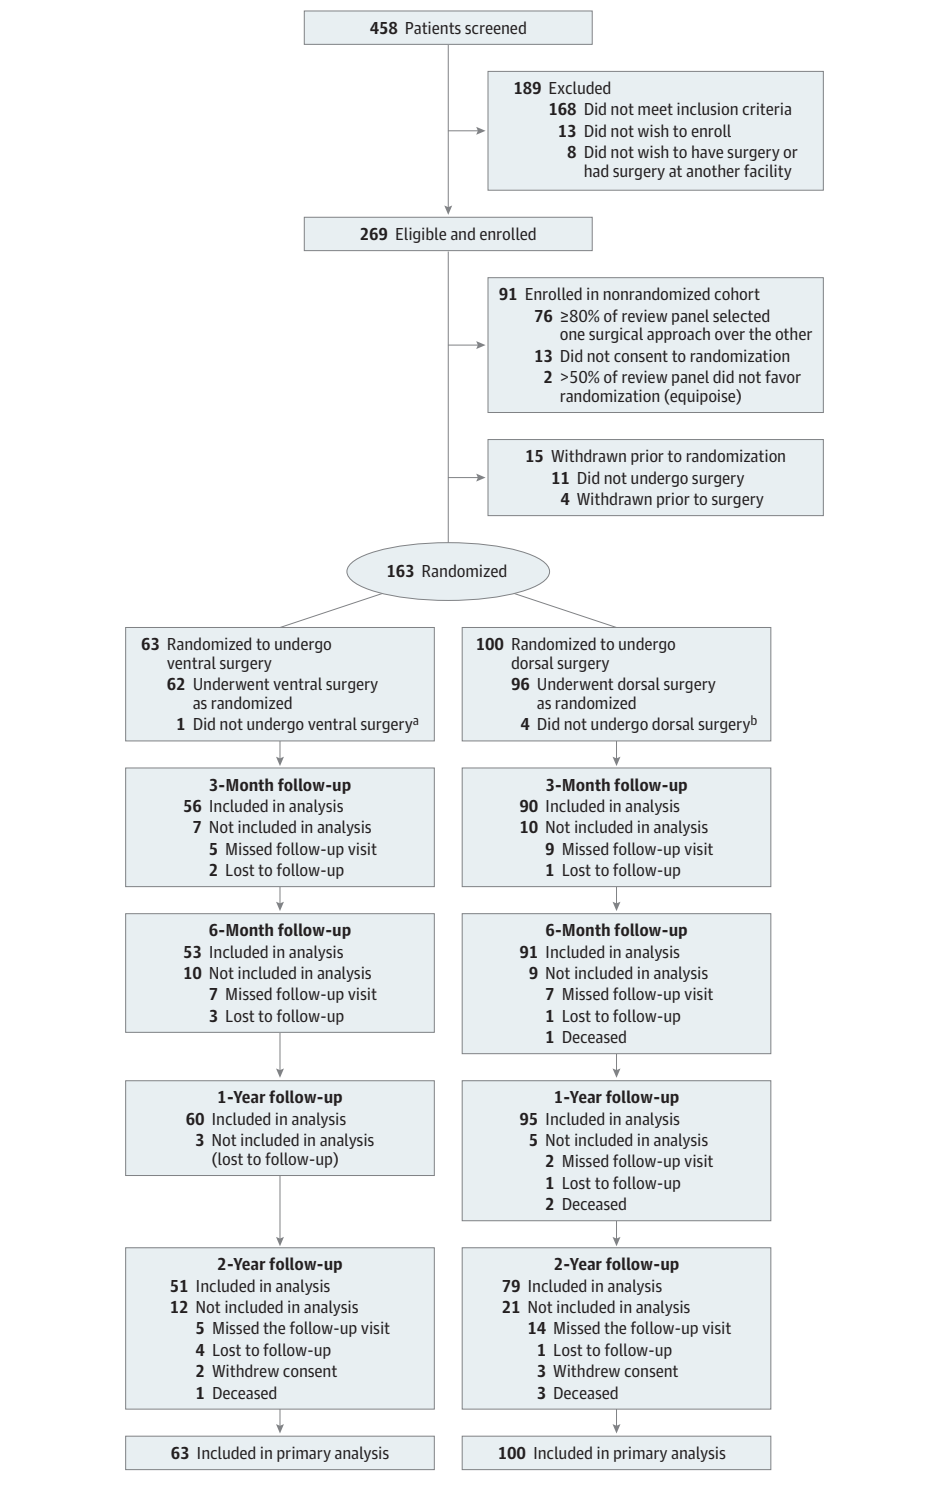 458 Patients screened
189 Excluded
168 Did not meet inclusion criteria
13 Did not wish to enroll
8 Did not wish to have surgery or
had surgery at another facility
269 Eligible and enrolled
91 Enrolled in nonrandomized cohort
76 ≥80% of review panel selected
one surgical approach over the other
13 Did not consent to randomization
2 >50% of review panel did not favor
randomization (equipoise)
15 Withdrawn prior to randomization
11 Did not undergo surgery
4 Withdrawn prior to surgery
163 Randomized
63 Randomized to undergo
ventral surgery
62 Underwent ventral surgery
as randomized
1 Did not undergo ventral surgerya
100 Randomized to undergo
dorsal surgery
96 Underwent dorsal surgery
as randomized
4 Did not undergo dorsal surgeryb
3-Month follow-up
56 Included in analysis
7 Not included in analysis
5 Missed follow-up visit
2 Lost to follow-up
3-Month follow-up
90 Included in analysis
10 Not included in analysis
9 Missed follow-up visit
1 Lost to follow-up
6-Month follow-up
53 Included in analysis
10 Not included in analysis
7 Missed follow-up visit
3 Lost to follow-up
6-Month follow-up
91 Included in analysis
9 Not included in analysis
7 Missed follow-up visit
1 Lost to follow-up
1 Deceased
1-Year follow-up
60 Included in analysis
3 Not included in analysis
(lost to follow-up)
1-Year follow-up
95 Included in analysis
5 Not included in analysis
2 Missed follow-up visit
1 Lost to follow-up
2 Deceased
2-Year follow-up
51 Included in analysis
12 Not included in analysis
5 Missed the follow-up visit
4 Lost to follow-up
2 Withdrew consent
1 Deceased
2-Year follow-up
79 Included in analysis
21 Not included in analysis
14 Missed the follow-up visit
1 Lost to follow-up
3 Withdrew consent
3 Deceased
63 Included in primary analysis
100 Included in primary analysis